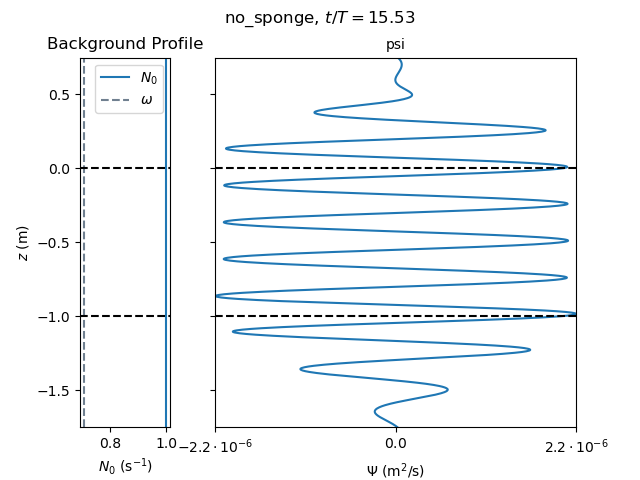 no_sponge, t/T = 15.53
Background Profile
psi
N₀
ω
0.5
0.0
−0.5
−1.0
−1.5
z (m)
0.8
1.0
N₀ (s⁻¹)
−2.2 · 10⁻⁶
0.0
2.2 · 10⁻⁶
Ψ (m²/s)